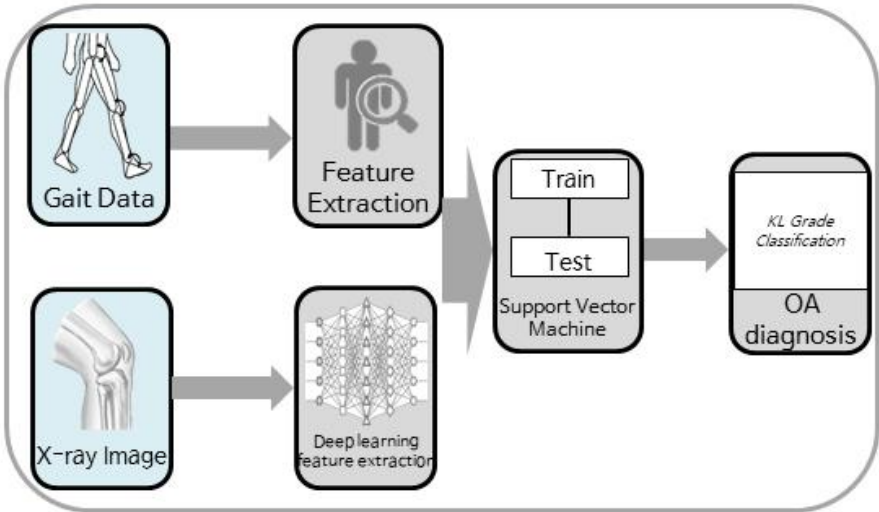 Gait Data
Feature
Extraction
X-ray Image
Deep learning
feature extraction
Train
Test
Support Vector
Machine
KL Grade
Classification
OA
diagnosis